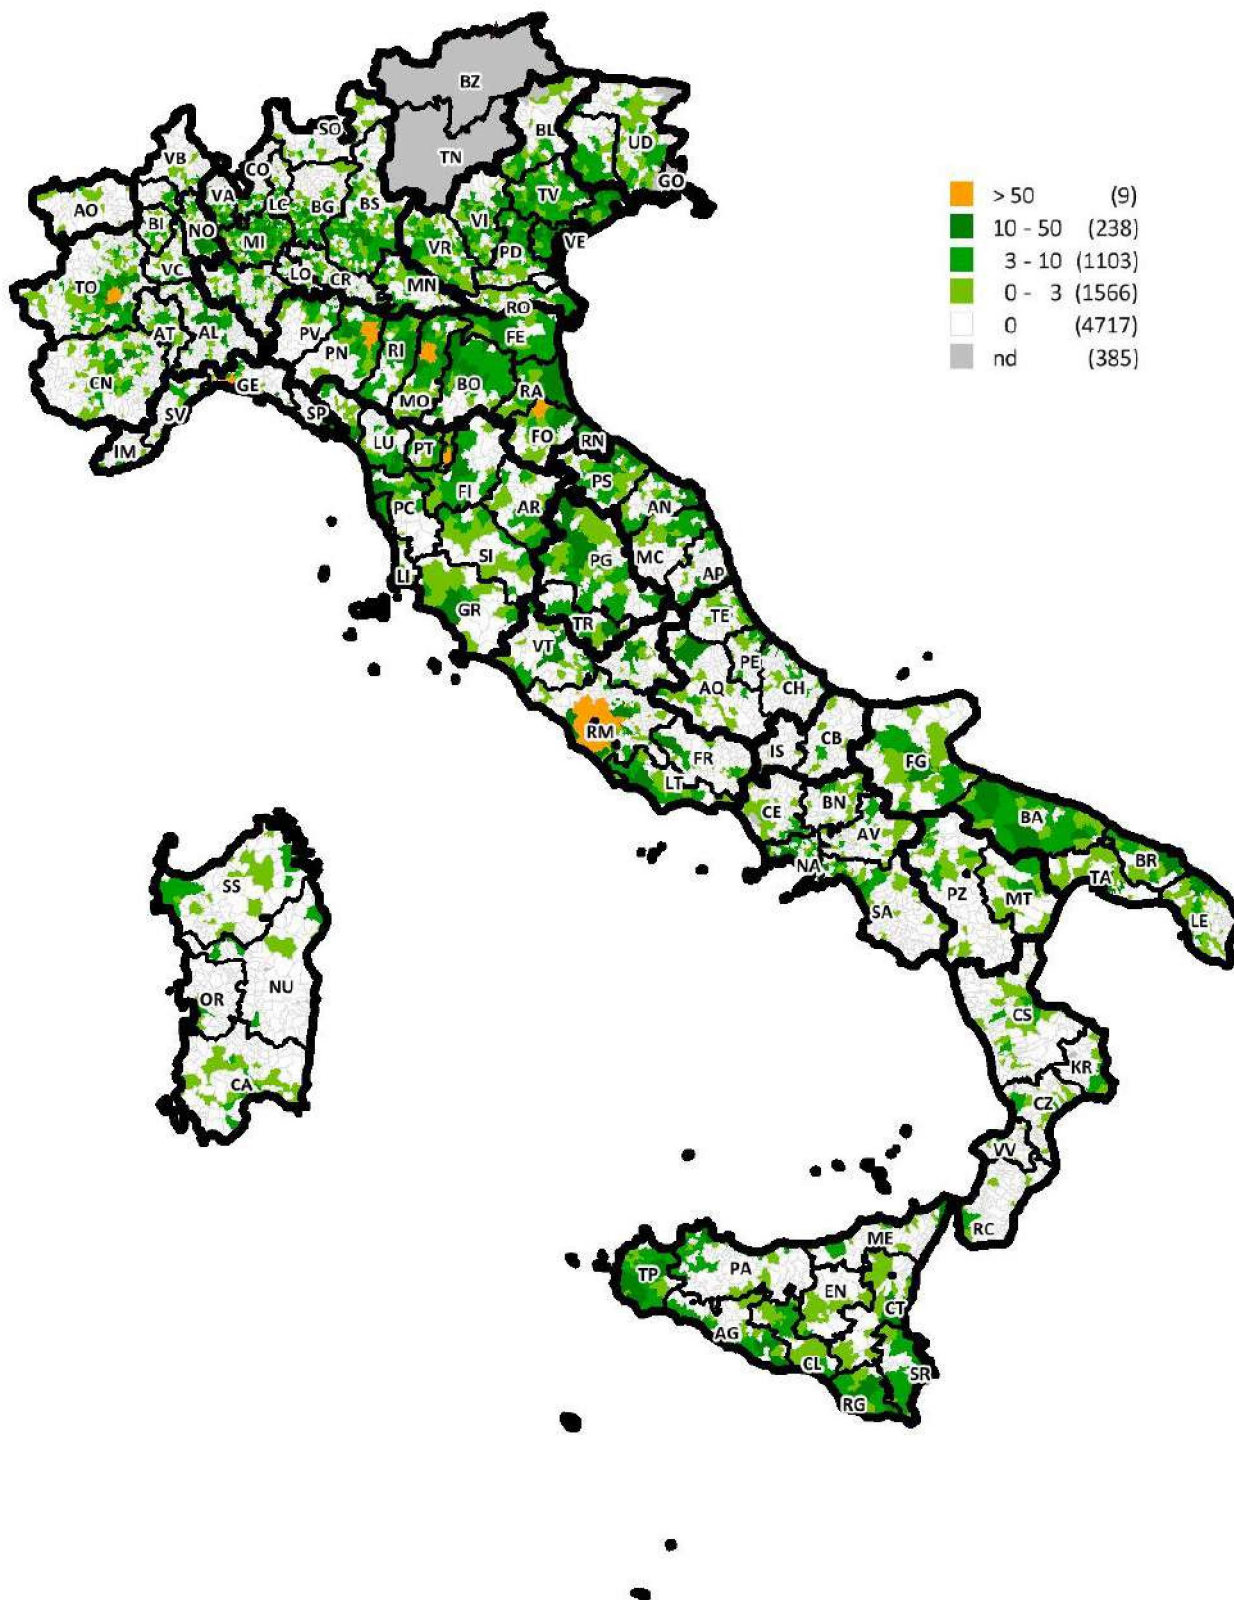 BZ
SO
BL
UD
VB
CO
TN
GO
VA
LC
BG
BS
TV
AO
BI
NO
MI
VI
VE
VR
PD
VC
LO
CR
MN
TO
RO
AT
AL
PV
PN
RI
FE
CN
GE
MO
BO
RA
SV
SP
LU
PT
FO
RN
IM
FI
PS
PC
AR
AN
SI
PG
MC
LI
AP
GR
TR
TE
VT
PE
AQ
CH
RM
IS
CB
FR
FG
LT
CE
BN
BA
AV
NA
BR
TA
SS
PZ
MT
SA
LE
NU
OR
CS
CA
KR
CZ
VV
RC
ME
TP
PA
EN
CT
AG
CL
SR
RG
> 50 (9)
10 - 50 (238)
3 - 10 (1103)
0 - 3 (1566)
0 (4717)
nd (385)